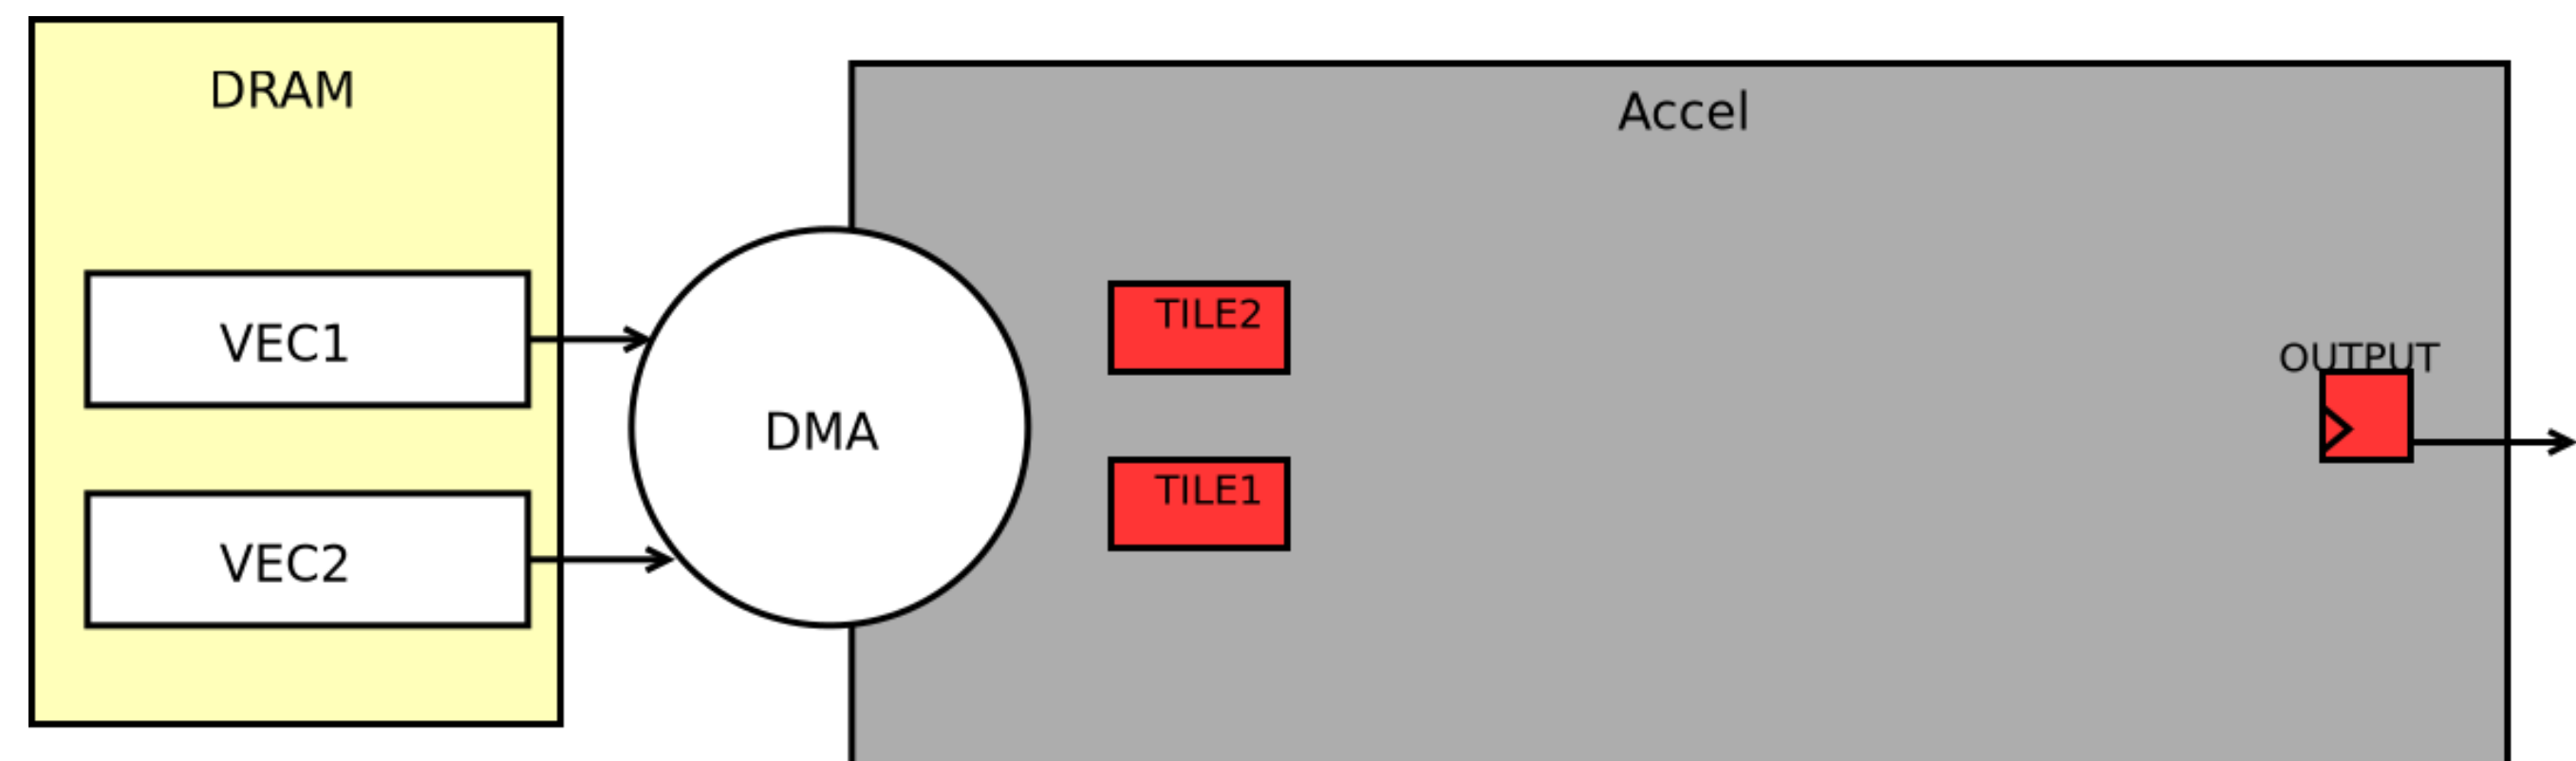 DRAM
Accel
VEC1
VEC2
DMA
TILE2
TILE1
OUTPUT